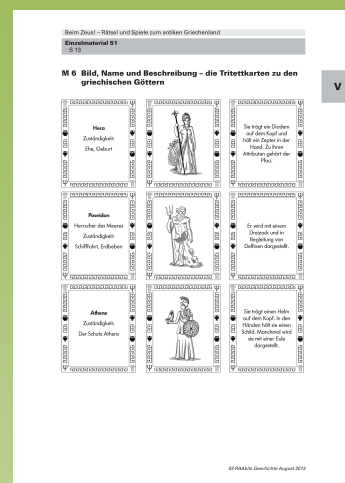 Beim Zeus! – Rätsel und Spiele zum antiken Griechenland
Einzelmaterial 51
S 13
V
M 6 Bild, Name und Beschreibung – die Tritettkarten zu den
griechischen Göttern
Hera
Zuständigkeit:
Ehe, Geburt
Sie trägt ein Diadem
auf dem Kopf und
hält ein Zepter in der
Hand. Zu ihren
Attributen gehört der
Pfau.
Poseidon
Herrscher des Meeres
Zuständigkeit:
Schifffahrt, Erdbeben
Er wird mit einem
Dreizack und in
Begleitung von
Delfinen dargestellt.
Athene
Zuständigkeit:
Der Schutz Athens
Sie trägt einen Helm
auf dem Kopf. In den
Händen hält sie einen
Schild. Manchmal wird
sie mit einer Eule
dargestellt.
83 RAAbits Geschichte August 2012